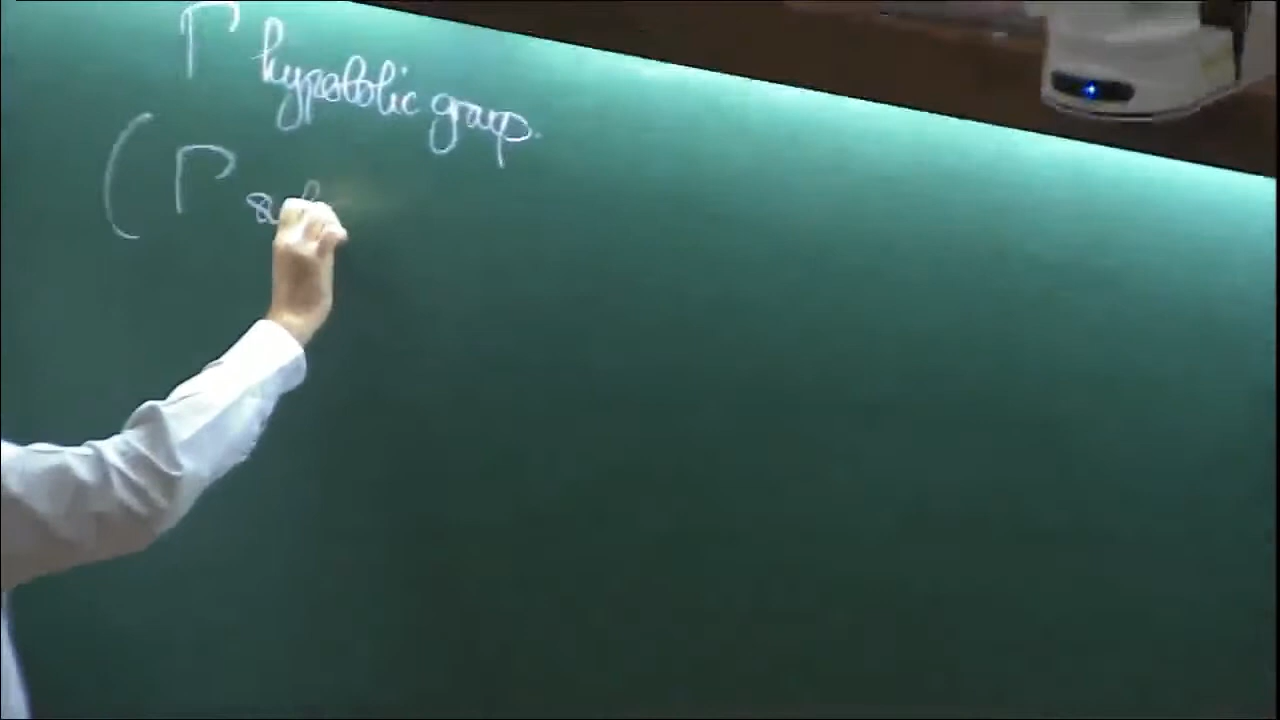 Γ hyperbolic group.
( Γ